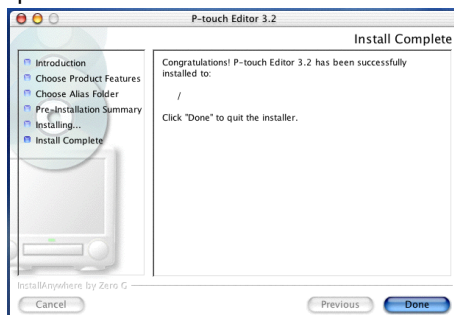 P-touch Editor 3.2
Install Complete
Introduction
Choose Product Features
Choose Alias Folder
Pre-Installation Summary
Installing...
Install Complete
Congratulations! P-touch Editor 3.2 has been successfully
installed to:
/
Click "Done" to quit the installer.
InstallAnywhere by Zero G
Cancel
Previous
Done